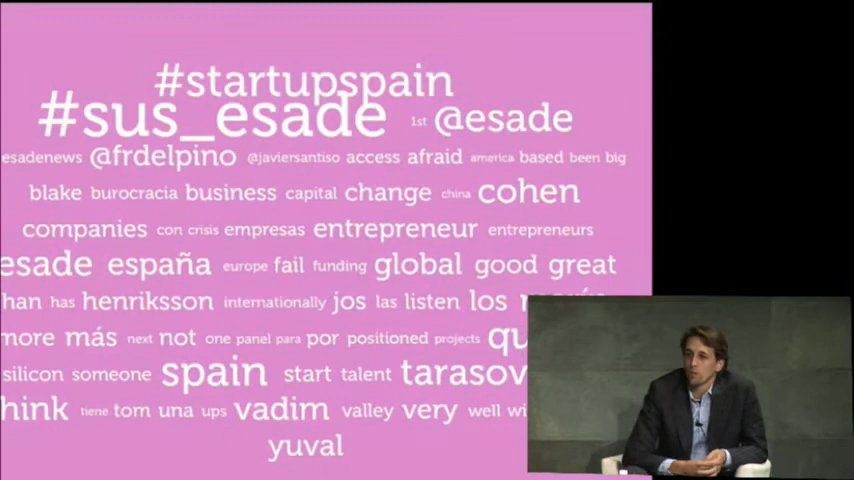 #startupspain
#sus_esade 1st @esade
esadenews @frdelpino @javiersantiso access afraid america based been big
blake burocracia business capital change china cohen
companies con crisis empresas entrepreneur entrepreneurs
esade españa europe fail funding global good great
han has henriksson internationally jos las listen los
more más next not one panel para por positioned projects
silicon someone spain start talent tarasov
hink tiene tom una ups vadim valley very well
yuval